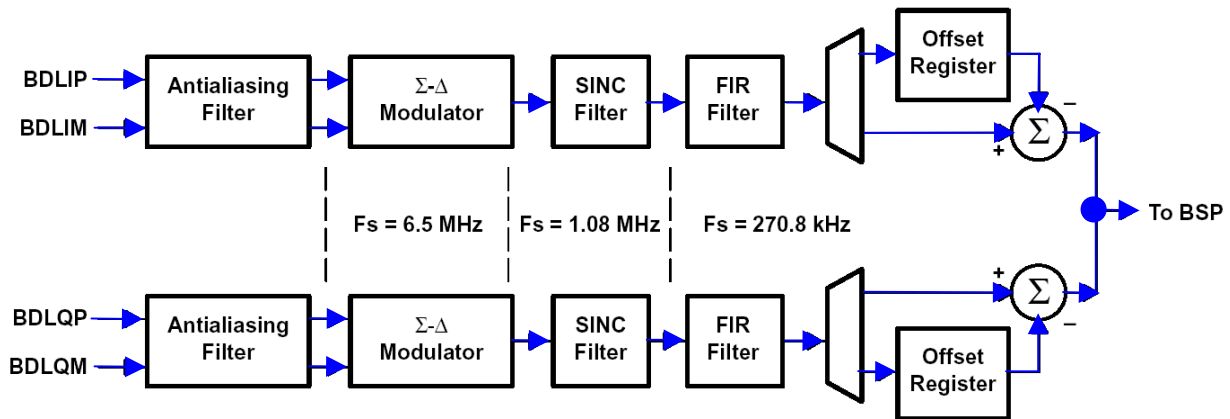 BDLIP
BDLIM
Antialiasing
Filter
Σ-Δ
Modulator
SINC
Filter
FIR
Filter
Offset
Register
−
+
Σ
Fs = 6.5 MHz
Fs = 1.08 MHz
Fs = 270.8 kHz
To BSP
BDLQP
BDLQM
Antialiasing
Filter
Σ-Δ
Modulator
SINC
Filter
FIR
Filter
+
Σ
−
Offset
Register